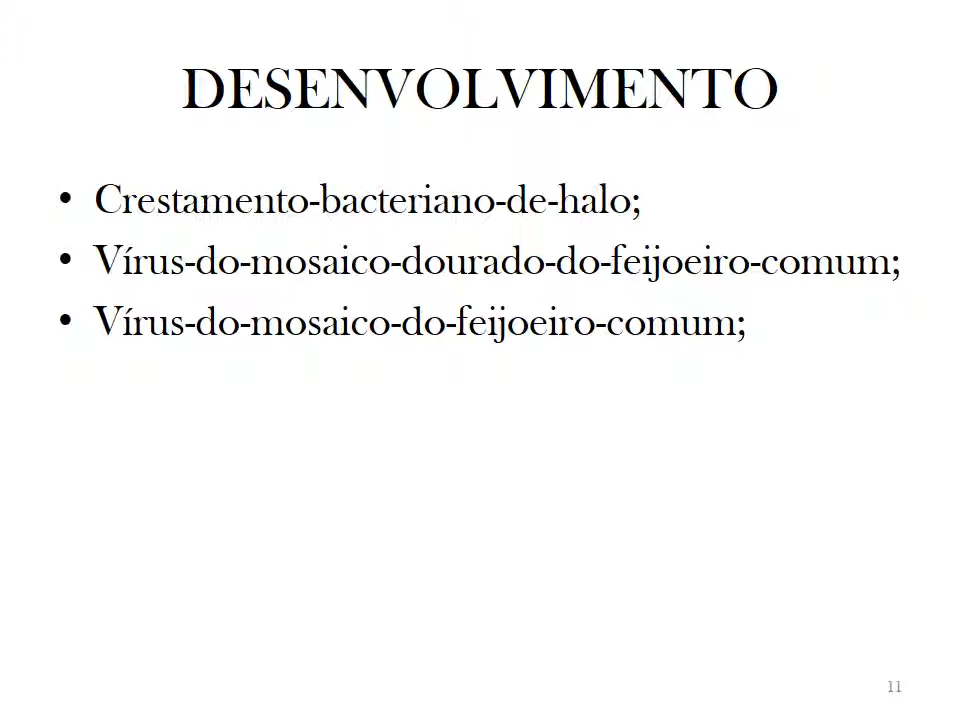 DESENVOLVIMENTO
• Crestamento-bacteriano-de-halo;
• Vírus-do-mosaico-dourado-do-feijoeiro-comum;
• Vírus-do-mosaico-do-feijoeiro-comum;
11